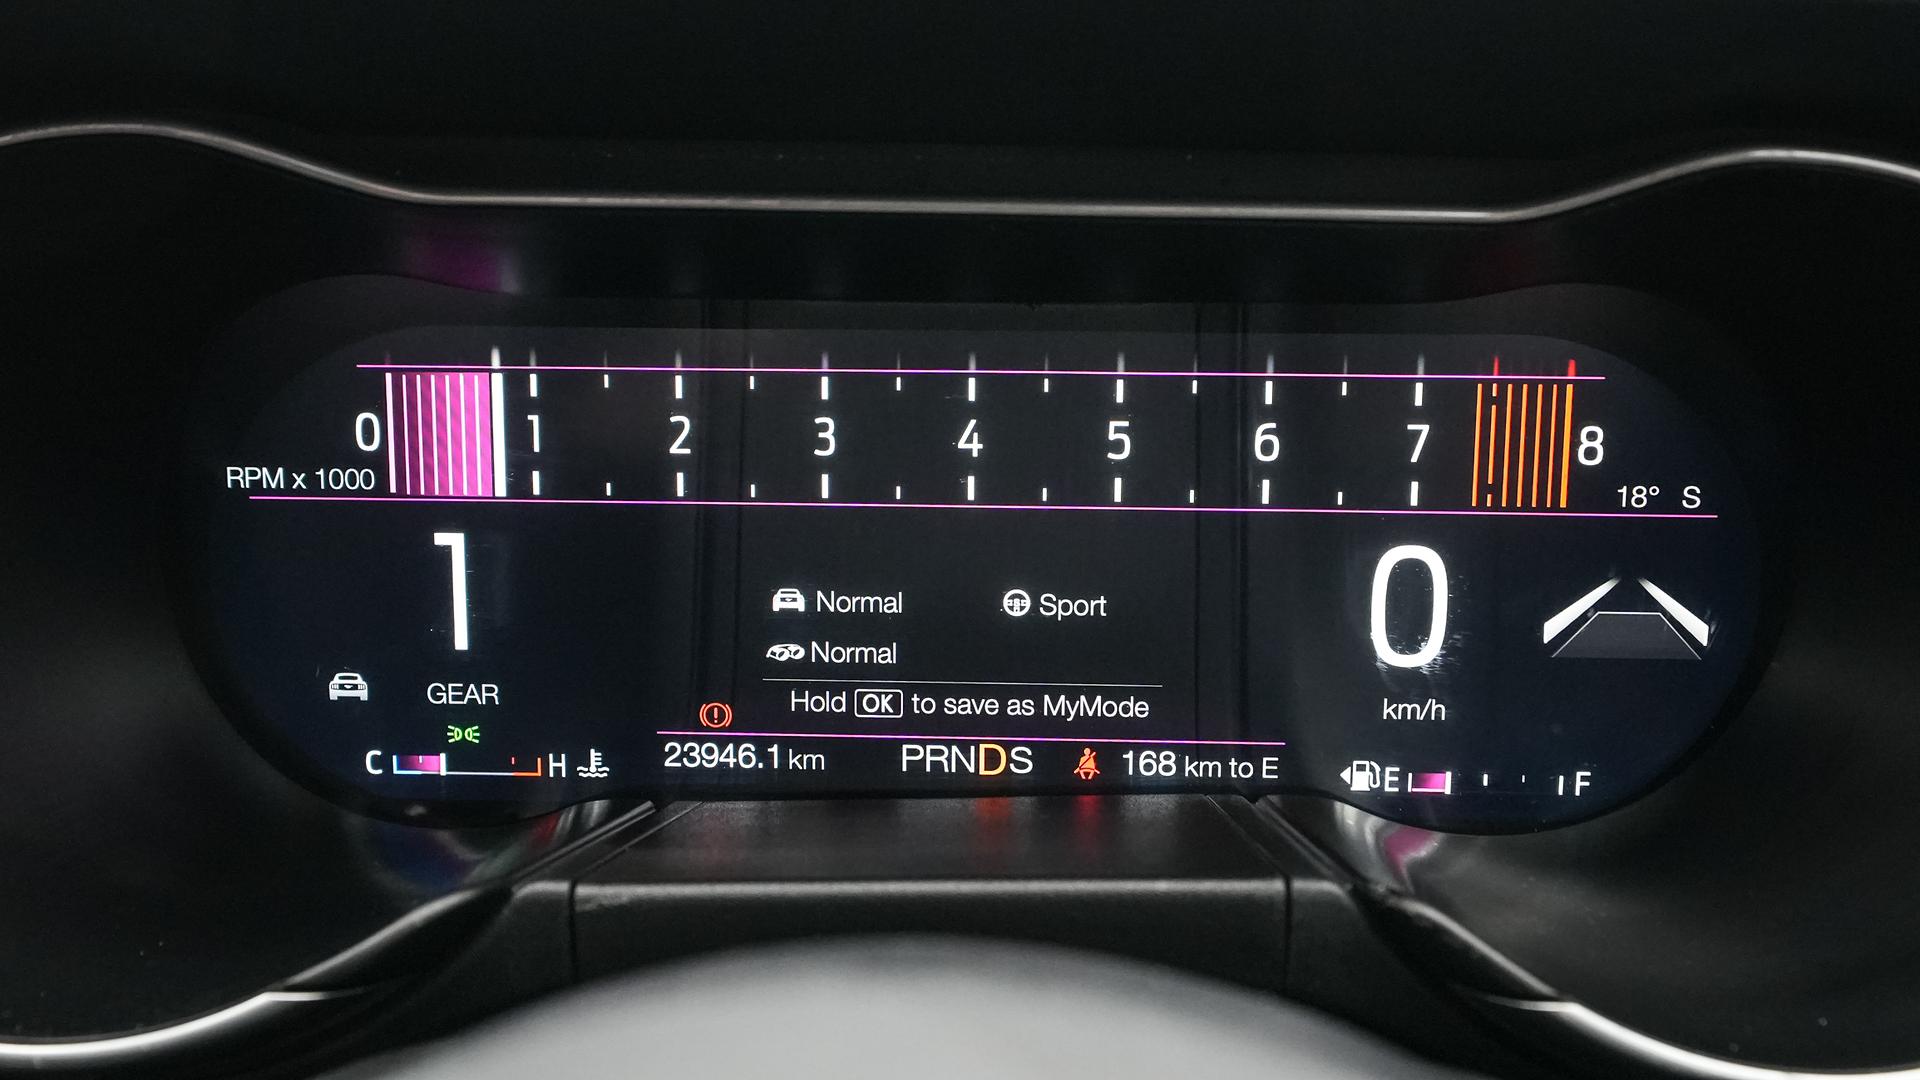 0 1 2 3 4 5 6 7 8
RPM x 1000
18° S
1
GEAR
Normal
Sport
Normal
Hold OK to save as MyMode
0
km/h
C H
23946.1 km
PRNDS
168 km to E
E F